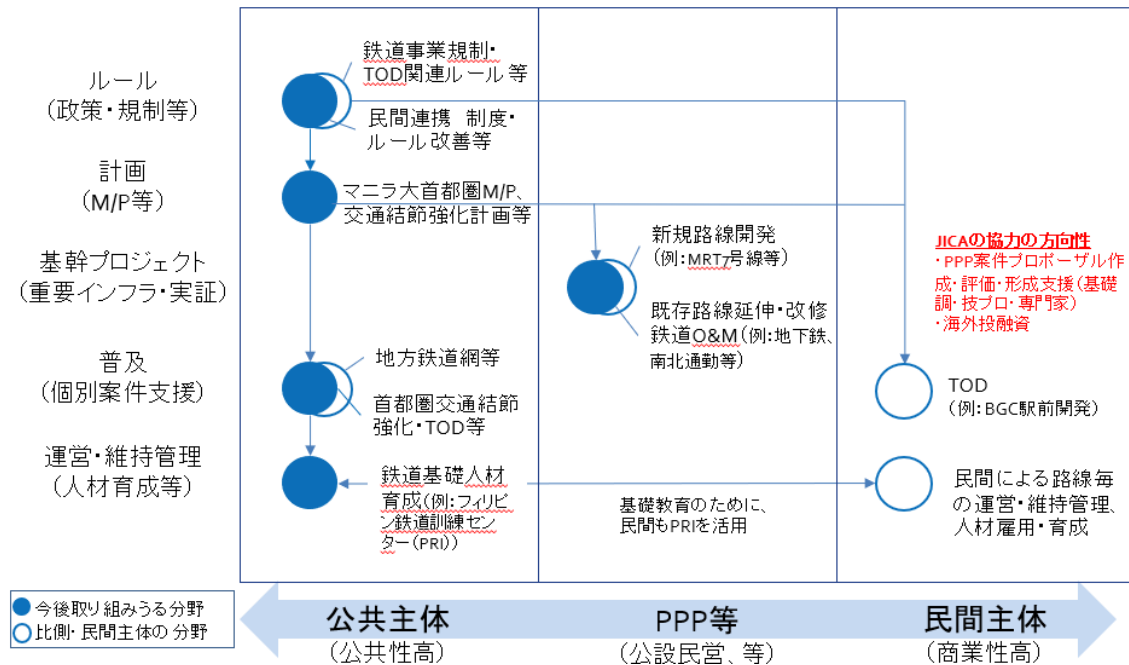 ルール
(政策・規制等)
鉄道事業規制・
TOD関連ルール等
民間連携 制度・
ルール改善等
計画
(M/P等)
マニラ大首都圏M/P、
交通結節強化計画等
基幹プロジェクト
(重要インフラ・実証)
新規路線開発
(例:MRT7号線等)
既存路線延伸・改修
鉄道O&M(例:地下鉄、
南北通勤等)
JICAの協力の方向性
・PPP案件プロポーザル作
成・評価・形成支援(基礎
調・技プロ・専門家)
・海外投融資
普及
(個別案件支援)
地方鉄道網等
首都圏交通結節
強化・TOD等
TOD
(例:BGC駅前開発)
運営・維持管理
(人材育成等)
鉄道基礎人材
育成(例:フィリピ
ン鉄道訓練セン
ター(PRI))
基礎教育のために、
民間もPRIを活用
民間による路線毎
の運営・維持管理、
人材雇用・育成
今後取り組みうる分野
比側・民間主体の分野
公共主体
(公共性高)
PPP等
(公設民営、等)
民間主体
(商業性高)